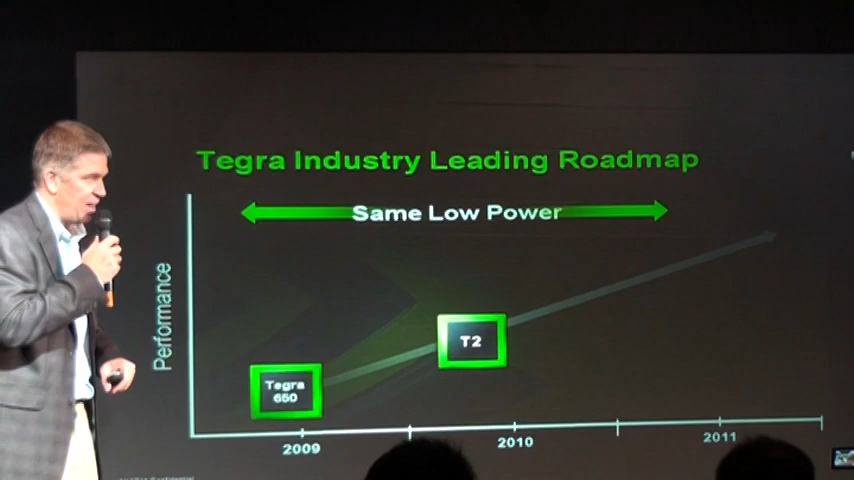 Tegra Industry Leading Roadmap
Same Low Power
Performance
T2
Tegra
650
2009
2010
2011